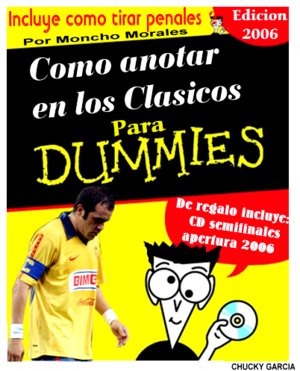 Incluye como tirar penales
Por Moncho Morales
Edicion
2006
Como anotar
en los Clasicos
Para
DUMMIES
De regalo incluye:
CD semifinales
apertura 2006
BIMBO
CHUCKY GARCIA